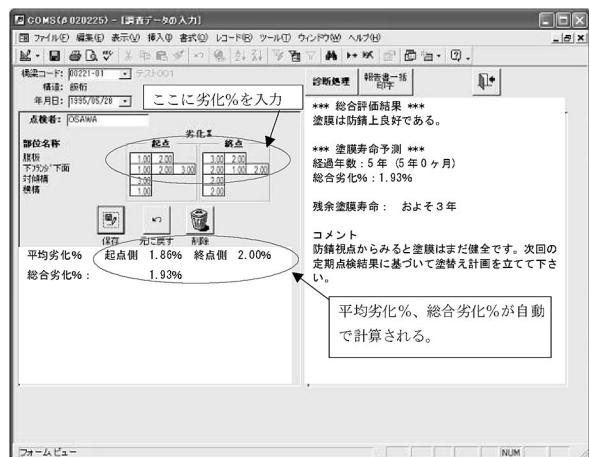 COMS(β020225) - [調査データの入力]
ファイル(F) 編集(E) 表示(V) 挿入(I) 書式(O) レコード(R) ツール(T) ウィンドウ(W) ヘルプ(H)
橋梁コード: 00221-01 テスト001
構造: 鈑桁
年月日: 1995/05/28
点検者: OSAWA
ここに劣化%を入力
劣化%
部位名称 起点 終点
腹板 1.00 2.00 3.00 2.00
下フランジ下面 1.00 2.00 3.00 2.00 1.00 2.00
対傾構 3.00 2.00
横構 1.00 2.00
保存 元に戻す 削除
平均劣化% 起点側 1.86% 終点側 2.00%
総合劣化%: 1.93%
診断処理 報告書一括印字
*** 総合評価結果 ***
塗膜は防錆上良好である。
*** 塗膜寿命予測 ***
経過年数:5年 (5年0ヶ月)
総合劣化%:1.93%
残余塗膜寿命: およそ3年
コメント
防錆視点からみると塗膜はまだ健全です。次回の
定期点検結果に基づいて塗替え計画を立てて下さ
い。
平均劣化%、総合劣化%が自動
で計算される。
フォーム ビュー NUM